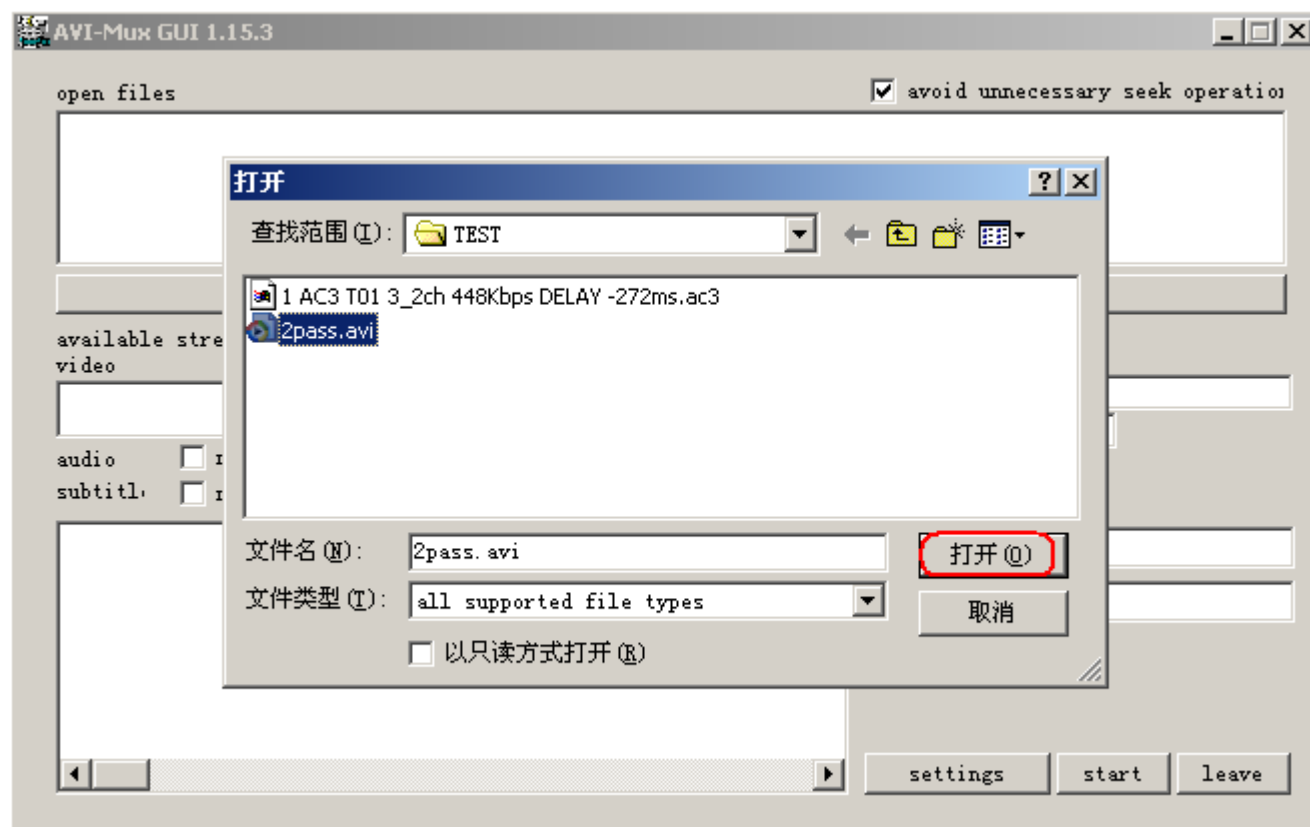 AVI-Mux GUI 1.15.3
open files
avoid unnecessary seek
打开
查找范围(I):
TEST
1 AC3 T01 3_2ch 448Kbps DELAY -272ms.ac3
2pass.avi
available
video
audio
文件名(N):
2pass.avi
打开(O)
文件类型(T):
all supported file types
取消
以只读方式打开(R)
settings
start
leave